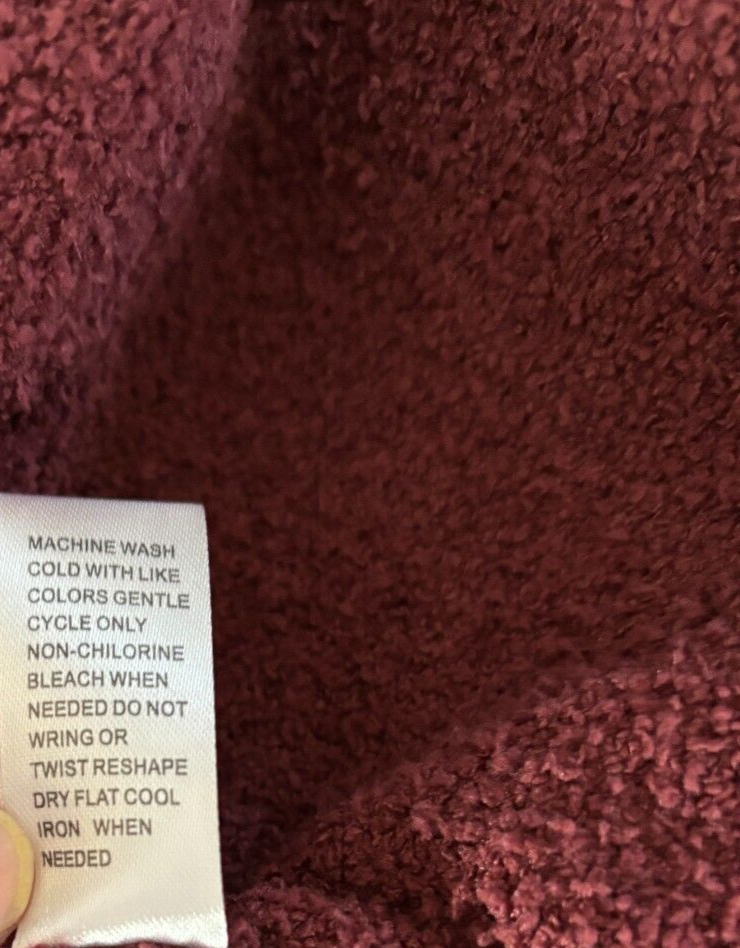 MACHINE WASH
COLD WITH LIKE
COLORS GENTLE
CYCLE ONLY
NON-CHILORINE
BLEACH WHEN
NEEDED DO NOT
WRING OR
TWIST RESHAPE
DRY FLAT COOL
IRON WHEN
NEEDED